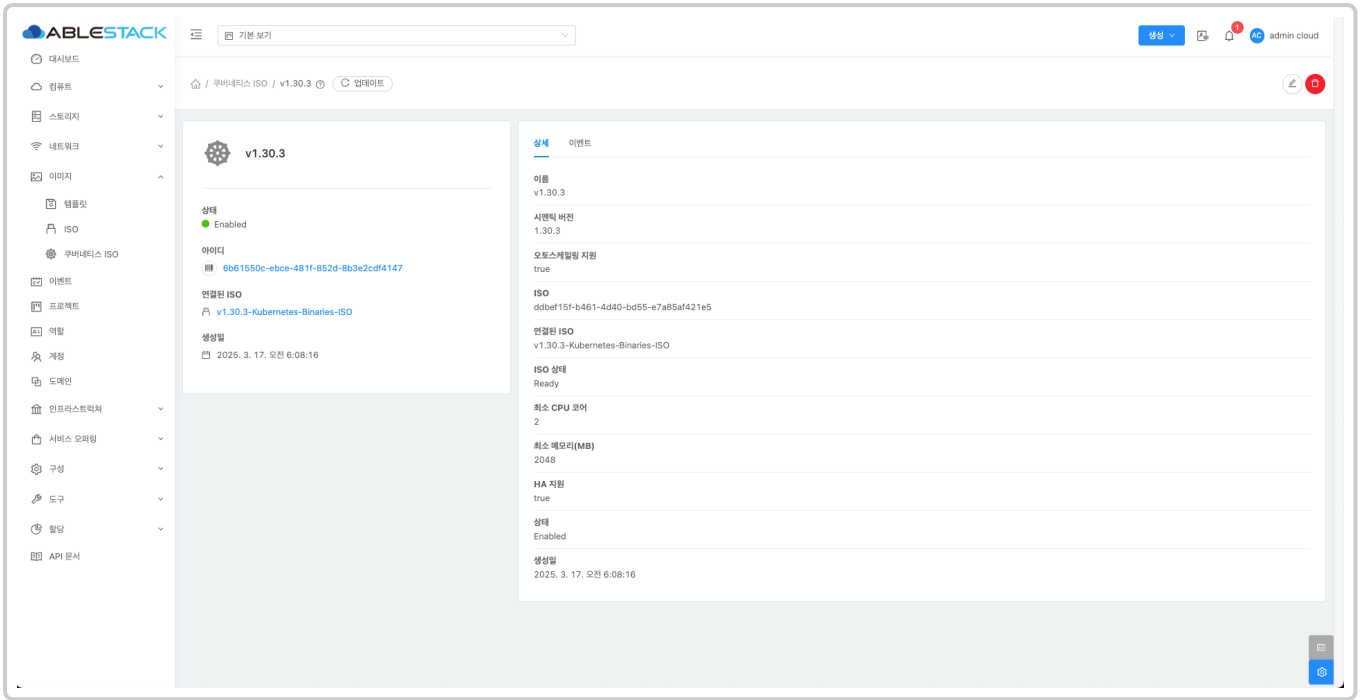 ABLESTACK
기본 보기
생성
1
AC
admin cloud
대시보드
컴퓨트
스토리지
네트워크
이미지
템플릿
ISO
쿠버네티스 ISO
이벤트
프로젝트
역할
계정
도메인
인프라스트럭쳐
서비스 오퍼링
구성
도구
할당
API 문서
/ 쿠버네티스 ISO / v1.30.3
업데이트
v1.30.3
상태
Enabled
아이디
6b61550c-ebce-481f-852d-8b3e2cdf4147
연결된 ISO
v1.30.3-Kubernetes-Binaries-ISO
생성일
2025. 3. 17. 오전 6:08:16
상세
이벤트
이름
v1.30.3
시맨틱 버전
1.30.3
오토스케일링 지원
true
ISO
ddbef15f-b461-4d40-bd55-e7a85af421e5
연결된 ISO
v1.30.3-Kubernetes-Binaries-ISO
ISO 상태
Ready
최소 CPU 코어
2
최소 메모리(MB)
2048
HA 지원
true
상태
Enabled
생성일
2025. 3. 17. 오전 6:08:16